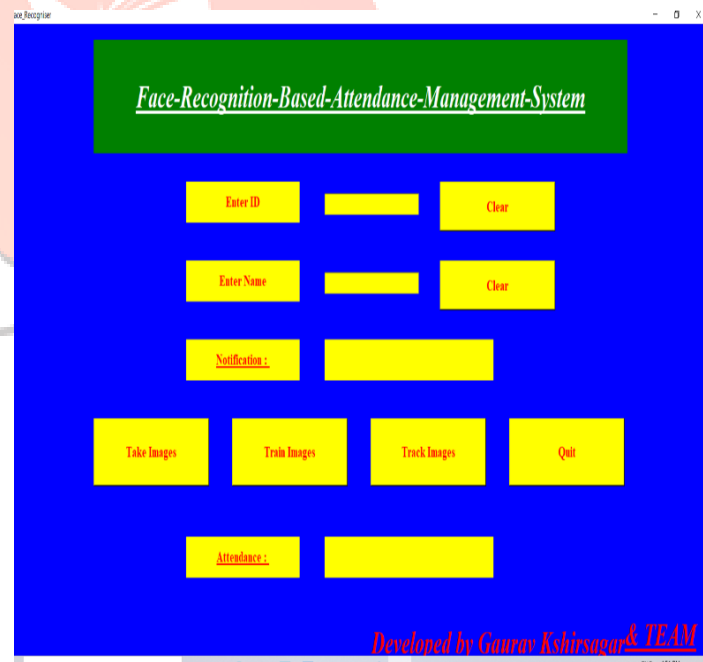 ace_Recogniser
Face-Recognition-Based-Attendance-Management-System
Enter ID
Clear
Enter Name
Clear
Notification :
Take Images
Train Images
Track Images
Quit
Attendance :
Developed by Gaurav Kshirsagar & TEAM